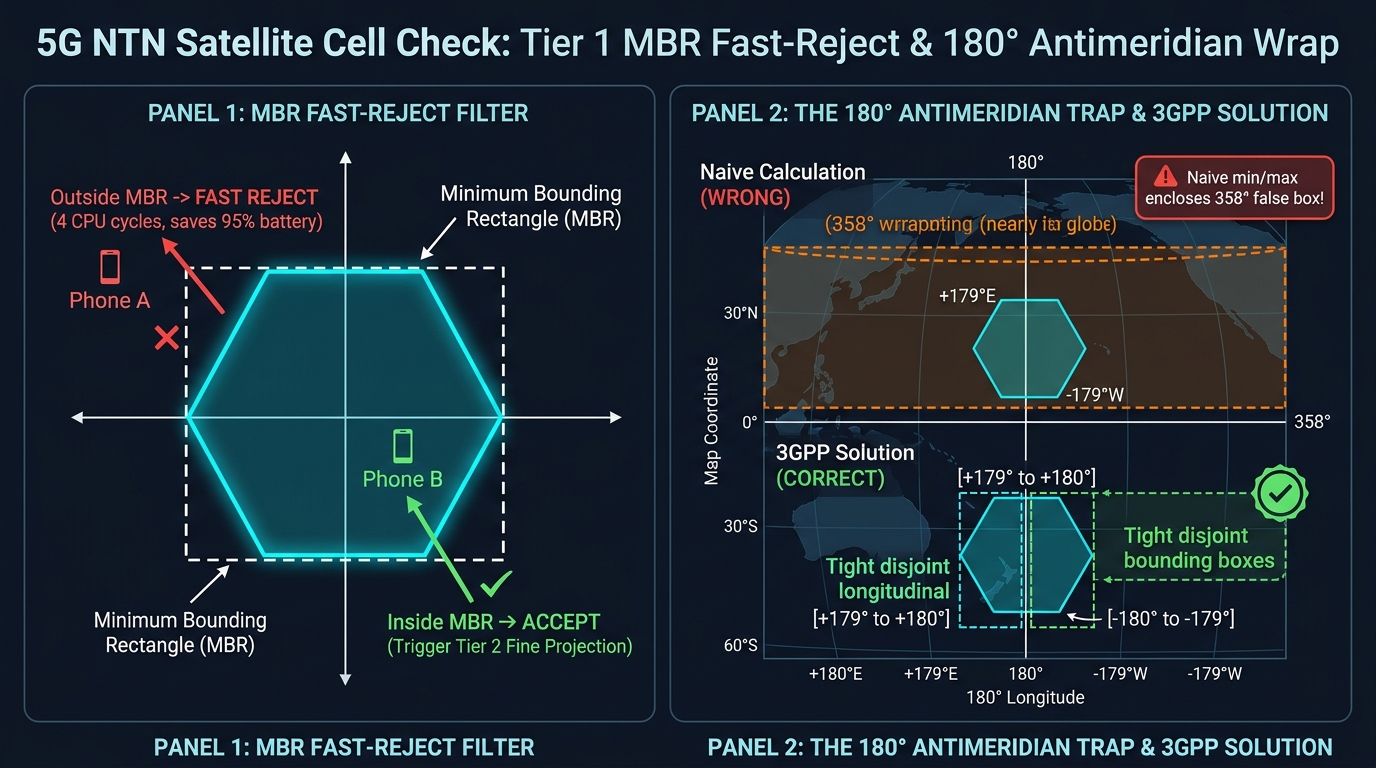 5G NTN Satellite Cell Check: Tier 1 MBR Fast-Reject & 180° Antimeridian Wrap
PANEL 1: MBR FAST-REJECT FILTER
Outside MBR -> FAST REJECT
(4 CPU cycles, saves 95% battery)
Phone A
Minimum Bounding
Rectangle (MBR)
Phone B
Minimum Bounding
Rectangle (MBR)
Inside MBR → ACCEPT
(Trigger Tier 2 Fine Projection)
PANEL 2: THE 180° ANTIMERIDIAN TRAP & 3GPP SOLUTION
Naive Calculation
(WRONG)
180°
Naive min/max
encloses 358° false box!
(358° (nearly globe)
+179°E
30°N
-179°W
Map Coordinate
0°
358°
3GPP Solution
(CORRECT)
[+179° to +180°]
30°S
Tight disjoint
bounding boxes
Tight disjoint
longitudinal
[+179° to +180°]
[-180° to -179°]
60°S
+180°E
+179°E
180°
-179°W
-179°W
180° Longitude
PANEL 1: MBR FAST-REJECT FILTER
PANEL 2: THE 180° ANTIMERIDIAN TRAP & 3GPP SOLUTION